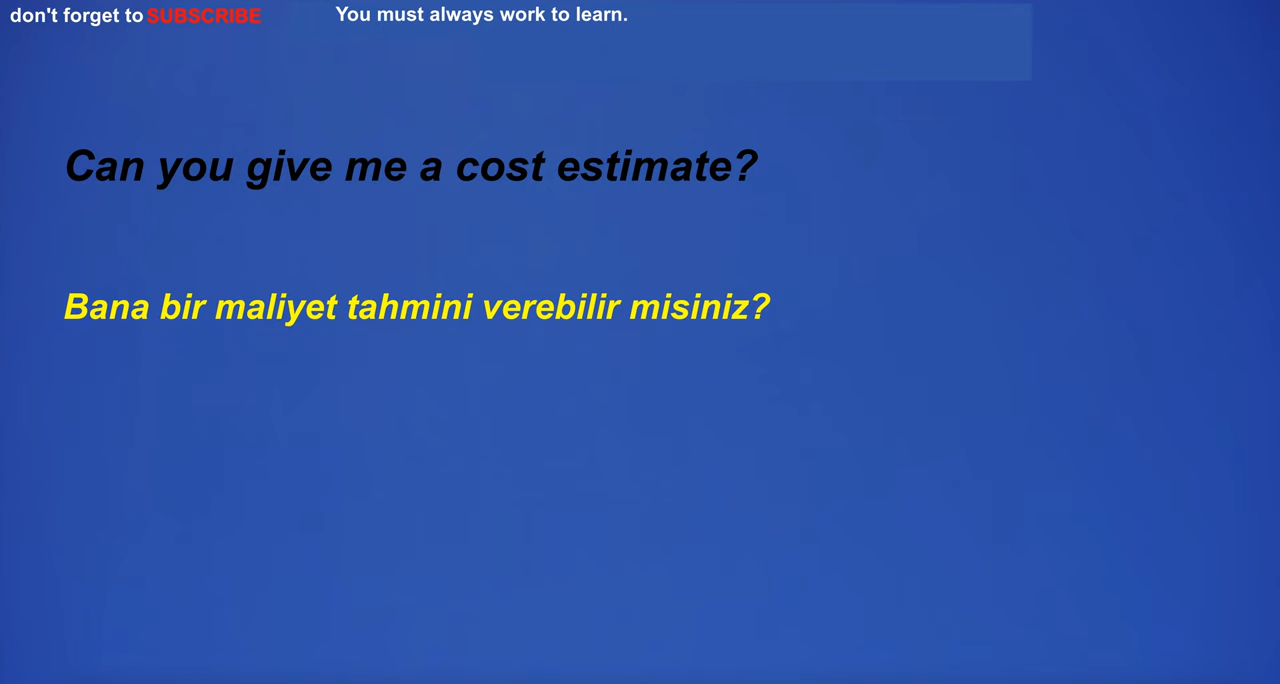 don't forget to SUBSCRIBE You must always work to learn.
Can you give me a cost estimate?
Bana bir maliyet tahmini verebilir misiniz?